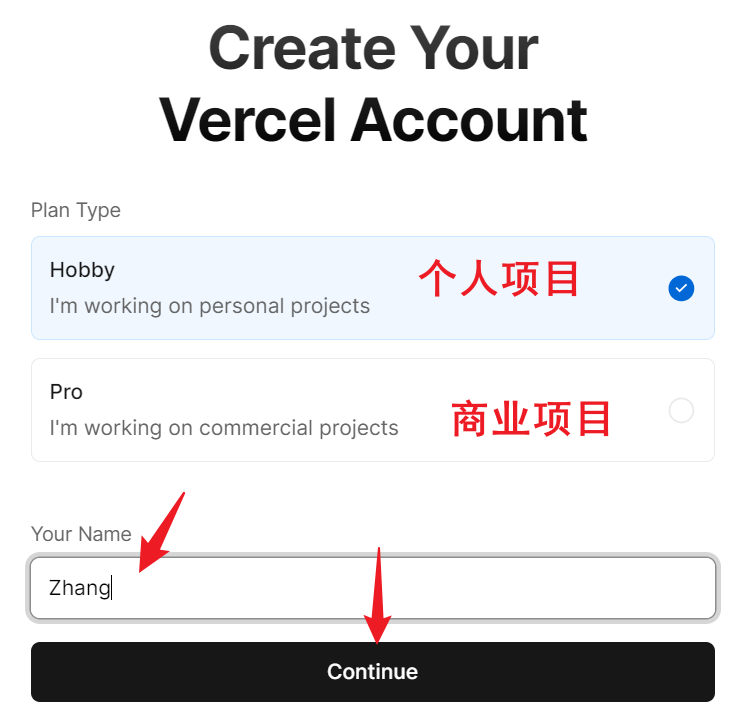 Create Your
Vercel Account
Plan Type
Hobby
个人项目
I'm working on personal projects
Pro
商业项目
I'm working on commercial projects
Your Name
Zhang
Continue